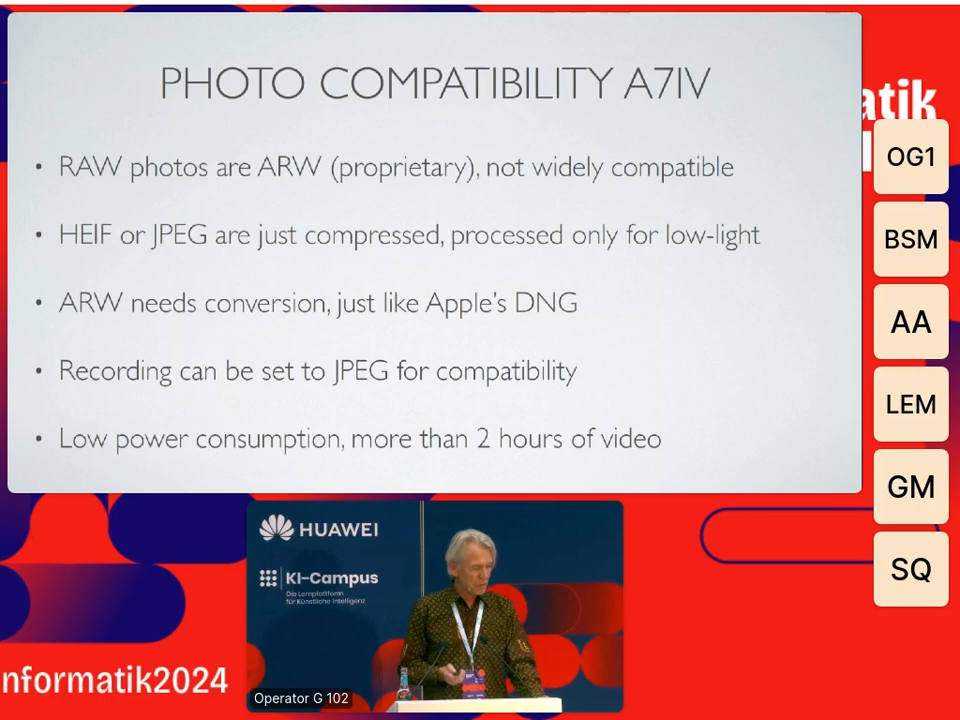 PHOTO COMPATIBILITY A7IV
• RAW photos are ARW (proprietary), not widely compatible
• HEIF or JPEG are just compressed, processed only for low-light
• ARW needs conversion, just like Apple's DNG
• Recording can be set to JPEG for compatibility
• Low power consumption, more than 2 hours of video
atik
OG1
BSM
AA
LEM
GM
SQ
HUAWEI
KI-Campus
Die Lernplattform
für Künstliche Intelligenz
Operator G 102
nformatik2024